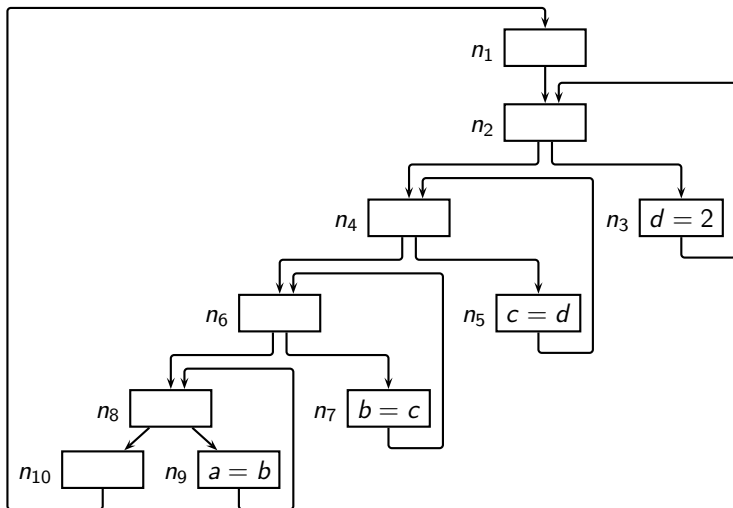 n1
n2
n4
n3 d = 2
n6
n5 c = d
n8
n7 b = c
n10
n9 a = b